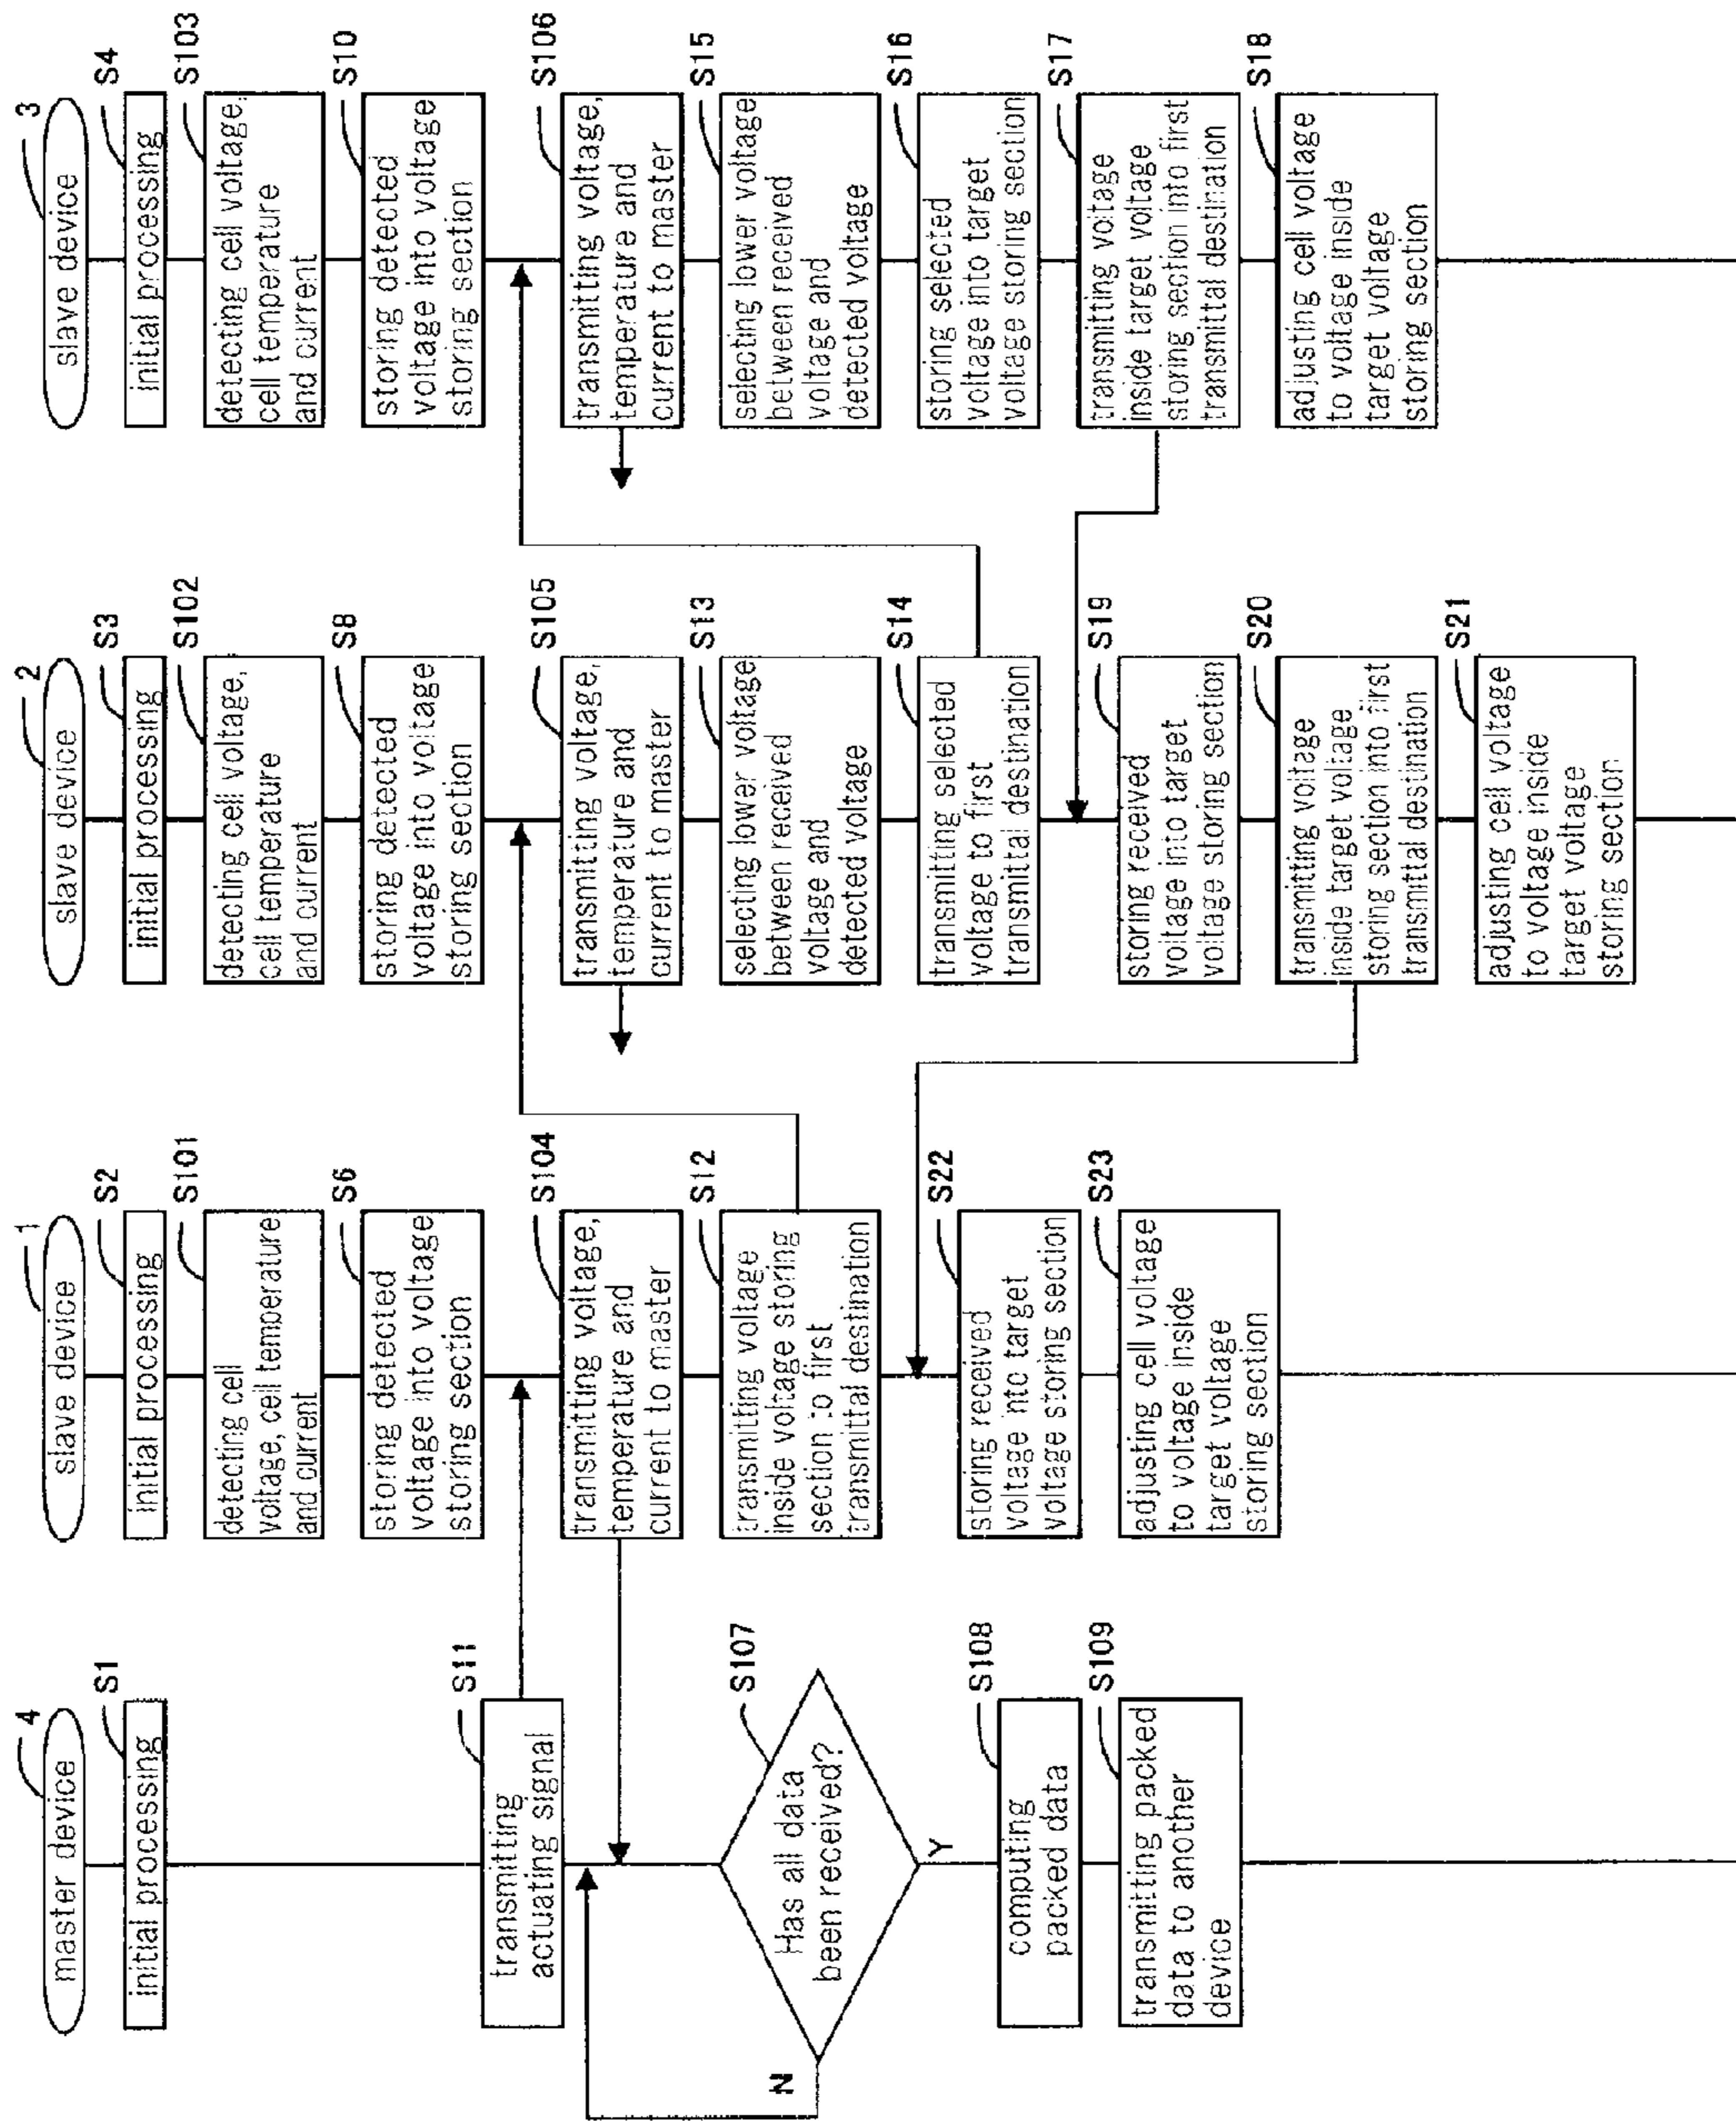 master device
4
initial processing
S1
transmitting
actuating signal
S11
Has all data
been received?
S107
N
Y
computing
packed data
S108
transmitting packed
data to another
device
S109
slave device
1
initial processing
S2
detecting cell
voltage, cell temperature
and current
S101
storing detected
voltage into voltage
storing section
S6
transmitting voltage,
temperature and
current to master
S104
transmitting voltage
inside voltage storing
section to first
transmittal destination
S12
storing received
voltage into target
voltage storing section
S22
adjusting cell voltage
to voltage inside
target voltage
storing section
S23
slave device
2
initial processing
S3
detecting cell voltage,
cell temperature
and current
S102
storing detected
voltage into voltage
storing section
S8
transmitting voltage,
temperature and
current to master
S105
selecting lower voltage
between received
voltage and
detected voltage
S13
transmitting selected
voltage to first
transmittal destination
S14
storing received
voltage into target
voltage storing section
S19
transmitting voltage
inside target voltage
storing section into first
transmittal destination
S20
adjusting cell voltage
to voltage inside
target voltage
storing section
S21
slave device
3
initial processing
S4
detecting cell voltage,
cell temperature
and current
S103
storing detected
voltage into voltage
storing section
S10
transmitting voltage,
temperature and
current to master
S106
selecting lower voltage
between received
voltage and
detected voltage
S15
storing selected
voltage into target
voltage storing section
S16
transmitting voltage
inside target voltage
storing section into first
transmittal destination
S17
adjusting cell voltage
to voltage inside
target voltage
storing section
S18